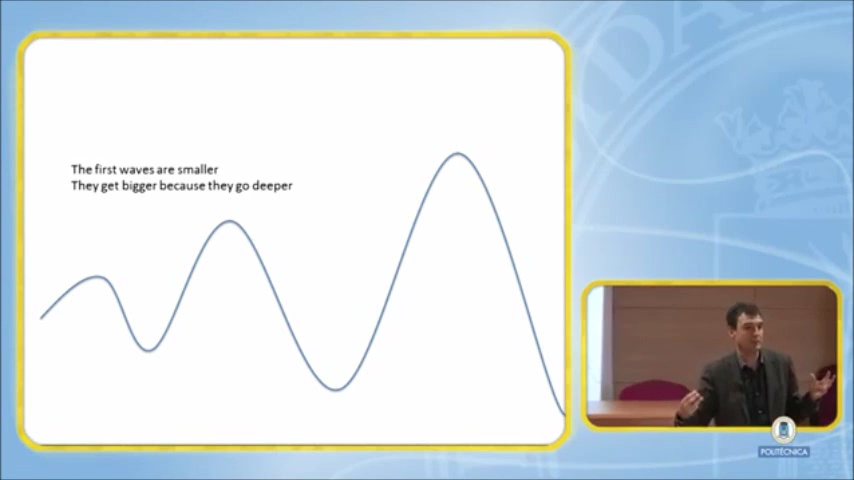 The first waves are smaller
They get bigger because they go deeper
POLITÉCNICA